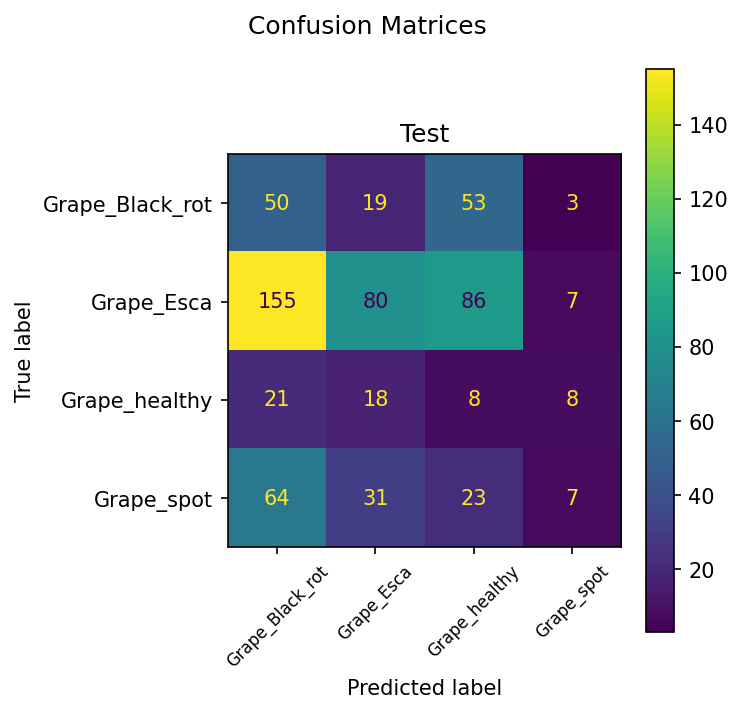 Confusion Matrices
Test
True label
Grape_Black_rot 50 19 53 3
Grape_Esca 155 80 86 7
Grape_healthy 21 18 8 8
Grape_spot 64 31 23 7
Grape_Black_rot Grape_Esca Grape_healthy Grape_spot
Predicted label
140
120
100
80
60
40
20